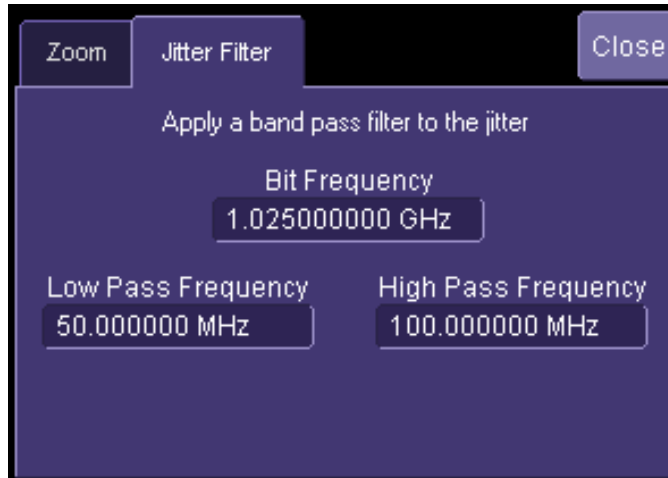 Zoom
Jitter Filter
Close
Apply a band pass filter to the jitter
Bit Frequency
1.025000000 GHz
Low Pass Frequency
High Pass Frequency
50.000000 MHz
100.000000 MHz